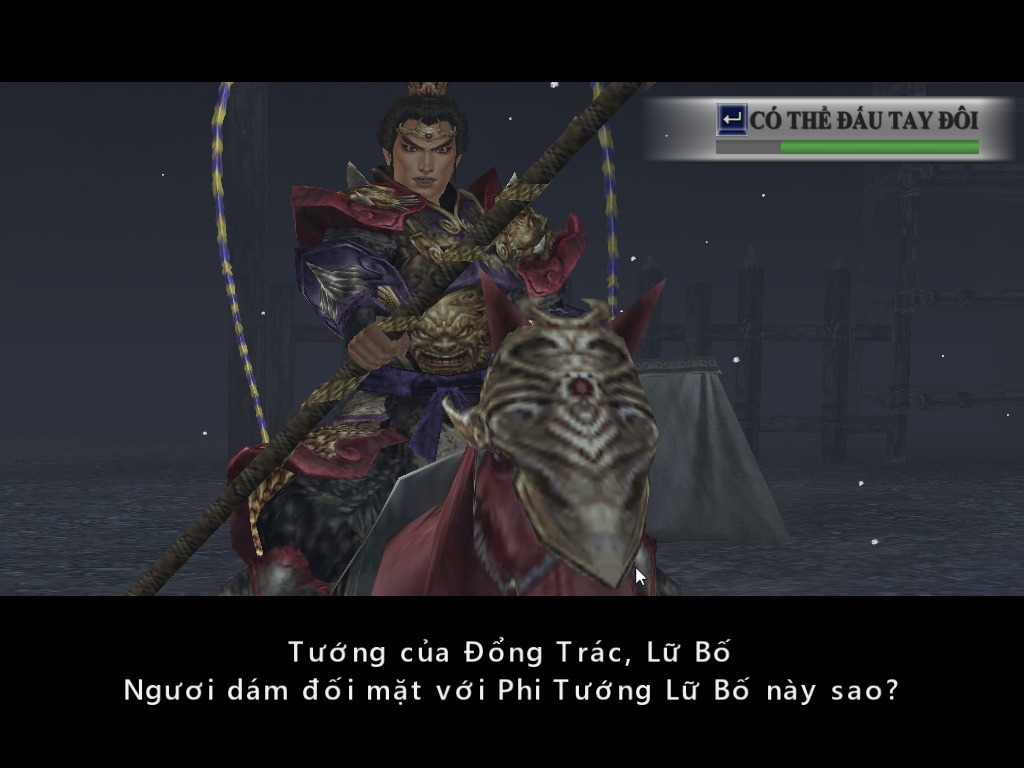 CÓ THỂ ĐẤU TAY ĐÔI
Tướng của Đổng Trác, Lữ Bố
Ngươi dám đối mặt với Phi Tướng Lữ Bố này sao?